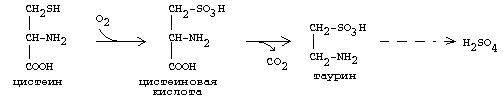 CH₂SH
CH—NH₂
COOH
цистеин
O₂
CH₂—SO₃H
CH—NH₂
COOH
цистеиновая
кислота
CO₂
CH₂—SO₃H
CH₂—NH₂
таурин
H₂SO₄